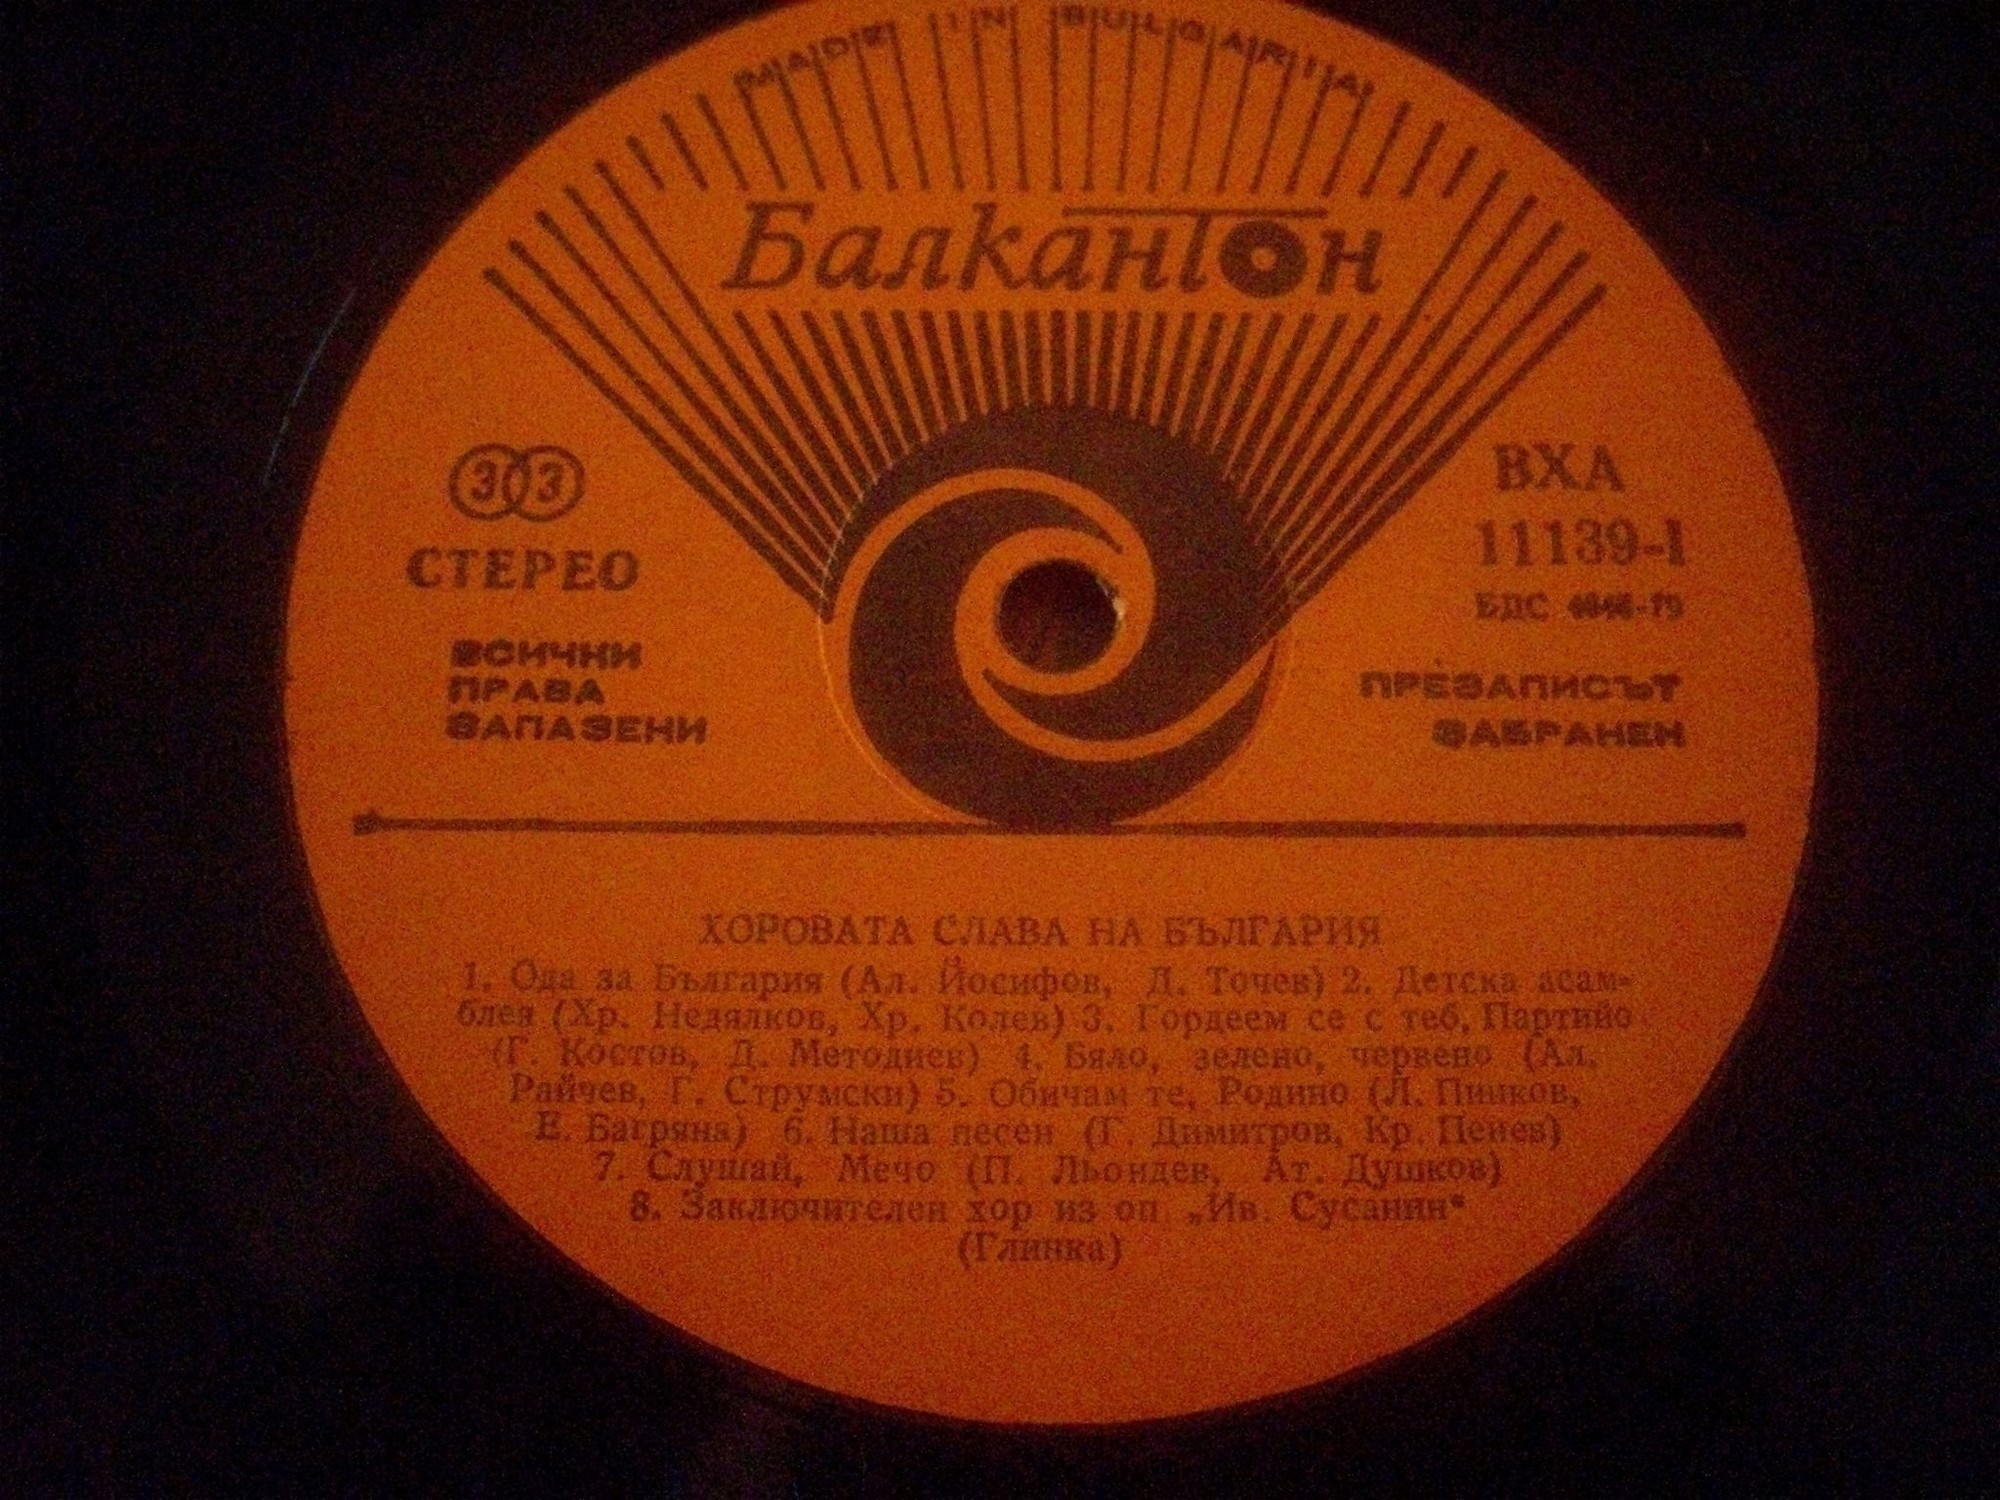 MADE IN BULGARIA
Балкантон
33
СТЕРЕО
ВСИЧКИ
ПРАВА
ЗАПАЗЕНИ
ВХА
11139-I
БДС
ПРЕЗАПИСЪТ
ЗАБРАНЕН
ХОРОВАТА СЛАВА НА БЪЛГАРИЯ
1. Ода за България (Ал. Йосифов, Д. Точев) 2. Детска асам-
блея (Хр. Недялков, Хр. Колев) 3. Гордеем се с теб, Партийо
(Г. Костов, Д. Методиев) 4. Бяло, зелено, червено (Ал.
Райчев, Г. Струмски) 5. Обичам те, Родино (Л. Пинков,
Е. Багряна) 6. Наша песен (Г. Димитров, Кр. Пенев)
7. Слушай, Мечо (П. Льондев, Ат. Душков)
8. Заключителен хор из оп. „Ив. Сусанин“
(Глинка)